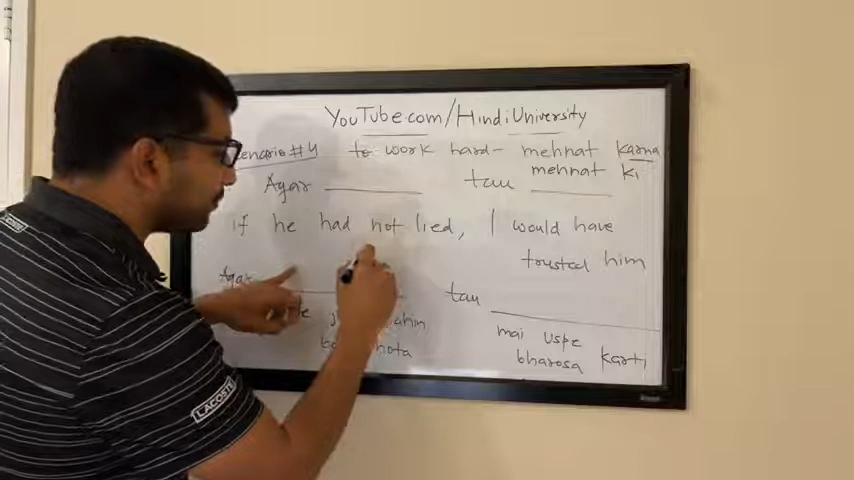 YouTube.com/HindiUniversity
Scenario #4 to work hard - mehnat karna
mehnat ki
Agar tau
if he had not lied, I would have
trusted him
Agar tau
mai uspe
hota bharosa karti
LACOSTE
LACOSTE